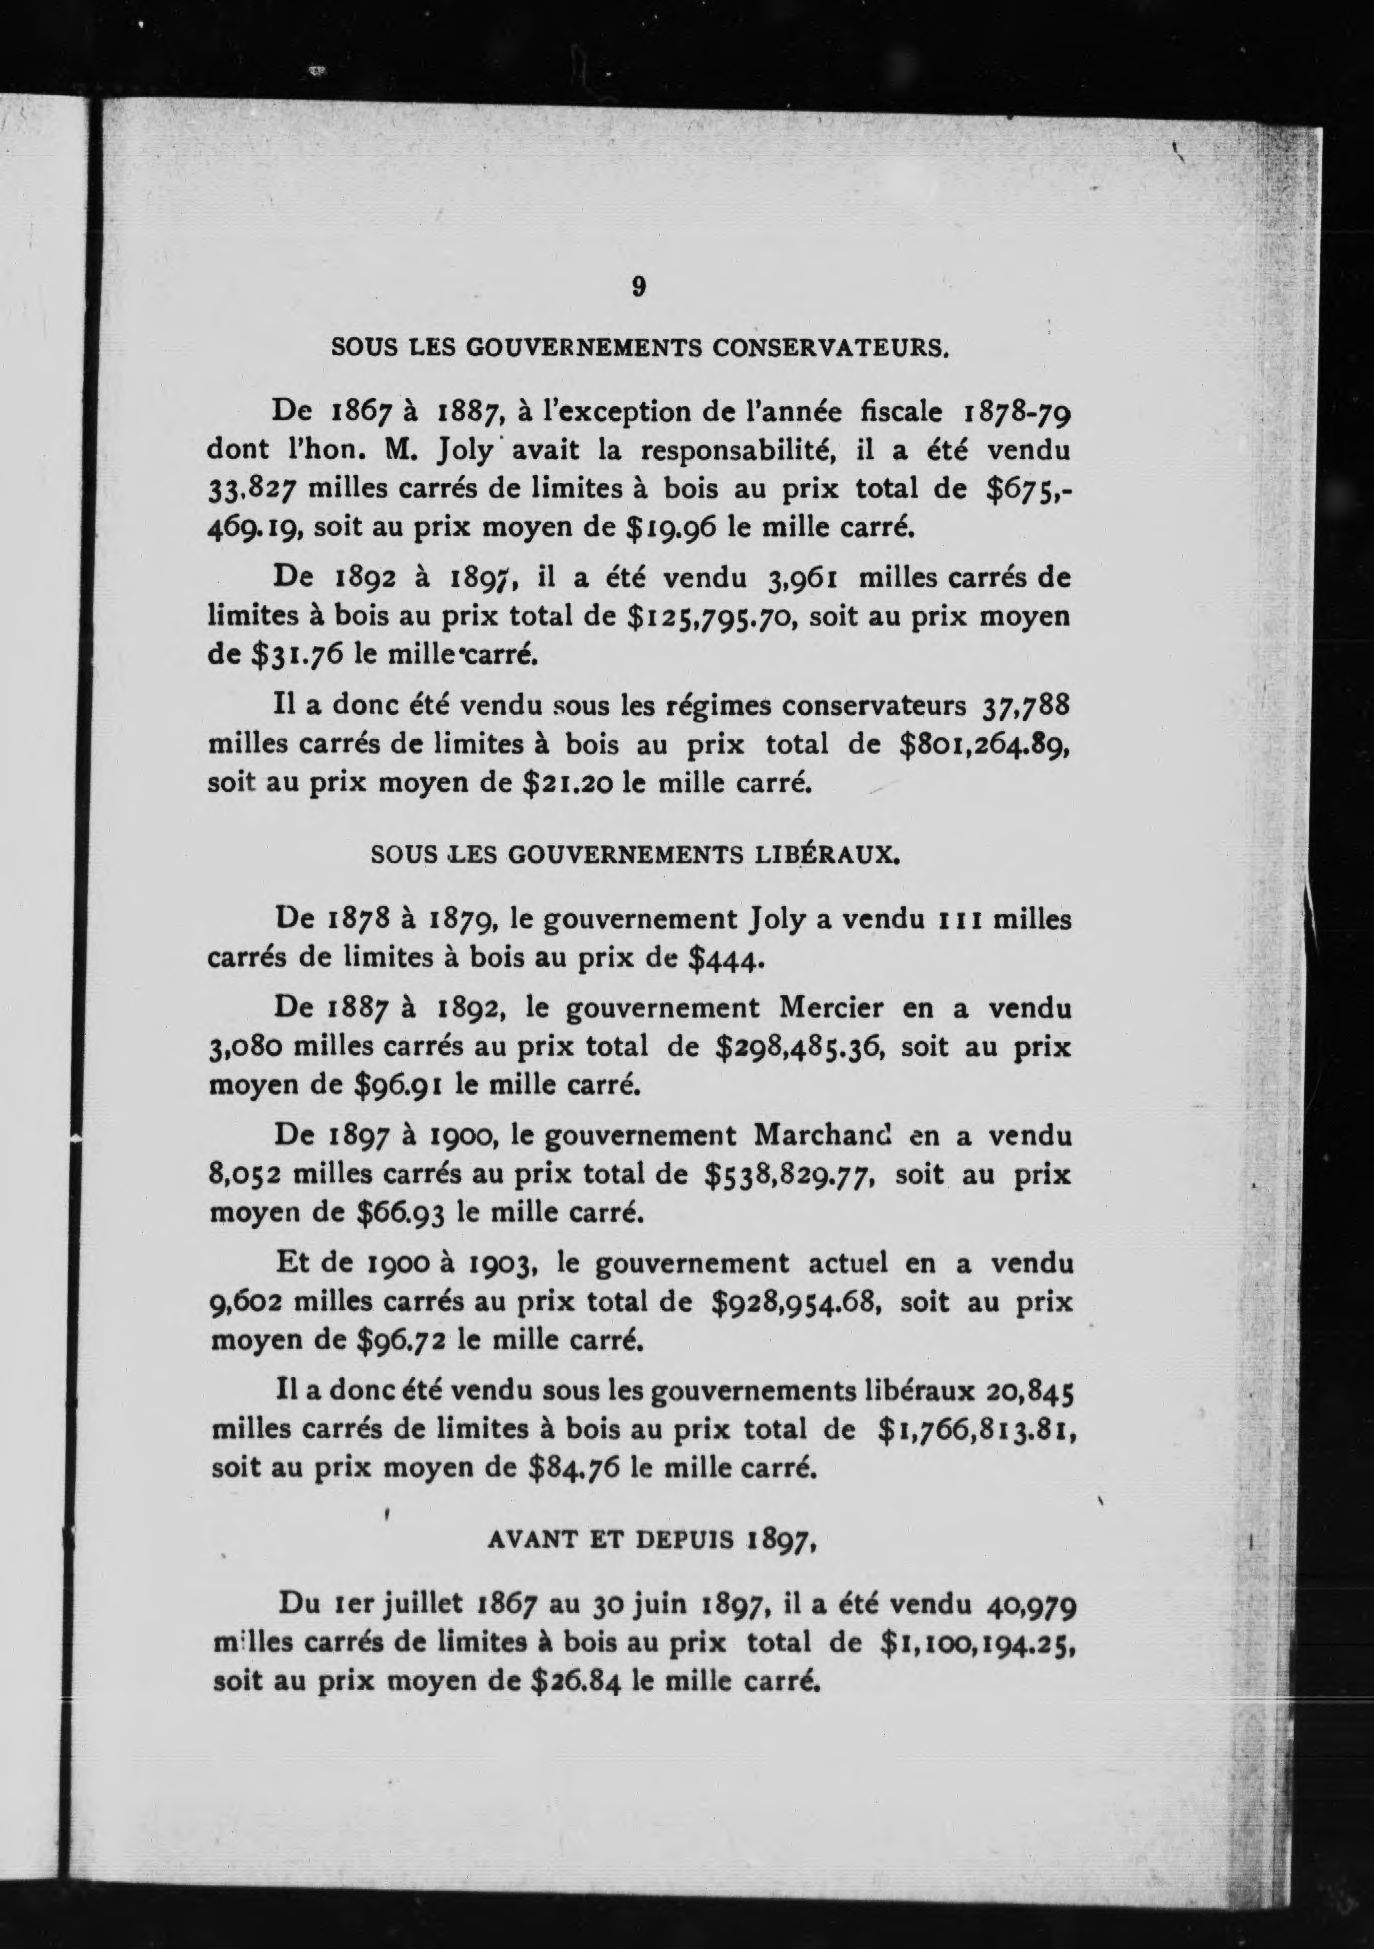 9
SOUS LES GOUVERNEMENTS CONSERVATEURS.
De 1867 à 1887, à l'exception de l'année fiscale 1878-79
dont l'hon. M. Joly avait la responsabilité, il a été vendu
33,827 milles carrés de limites à bois au prix total de $675,-
469.19, soit au prix moyen de $19.96 le mille carré.
De 1892 à 1897, il a été vendu 3,961 milles carrés de
limites à bois au prix total de $125,795.70, soit au prix moyen
de $31.76 le mille carré.
Il a donc été vendu sous les régimes conservateurs 37,788
milles carrés de limites à bois au prix total de $801,264.89,
soit au prix moyen de $21.20 le mille carré.
SOUS LES GOUVERNEMENTS LIBÉRAUX.
De 1878 à 1879, le gouvernement Joly a vendu 111 milles
carrés de limites à bois au prix de $444.
De 1887 à 1892, le gouvernement Mercier en a vendu
3,080 milles carrés au prix total de $298,485.36, soit au prix
moyen de $96.91 le mille carré.
De 1897 à 1900, le gouvernement Marchand en a vendu
8,052 milles carrés au prix total de $538,829.77, soit au prix
moyen de $66.93 le mille carré.
Et de 1900 à 1903, le gouvernement actuel en a vendu
9,602 milles carrés au prix total de $928,954.68, soit au prix
moyen de $96.72 le mille carré.
Il a donc été vendu sous les gouvernements libéraux 20,845
milles carrés de limites à bois au prix total de $1,766,813.81,
soit au prix moyen de $84.76 le mille carré.
AVANT ET DEPUIS 1897,
Du 1er juillet 1867 au 30 juin 1897, il a été vendu 40,979
milles carrés de limites à bois au prix total de $1,100,194.25,
soit au prix moyen de $26.84 le mille carré.